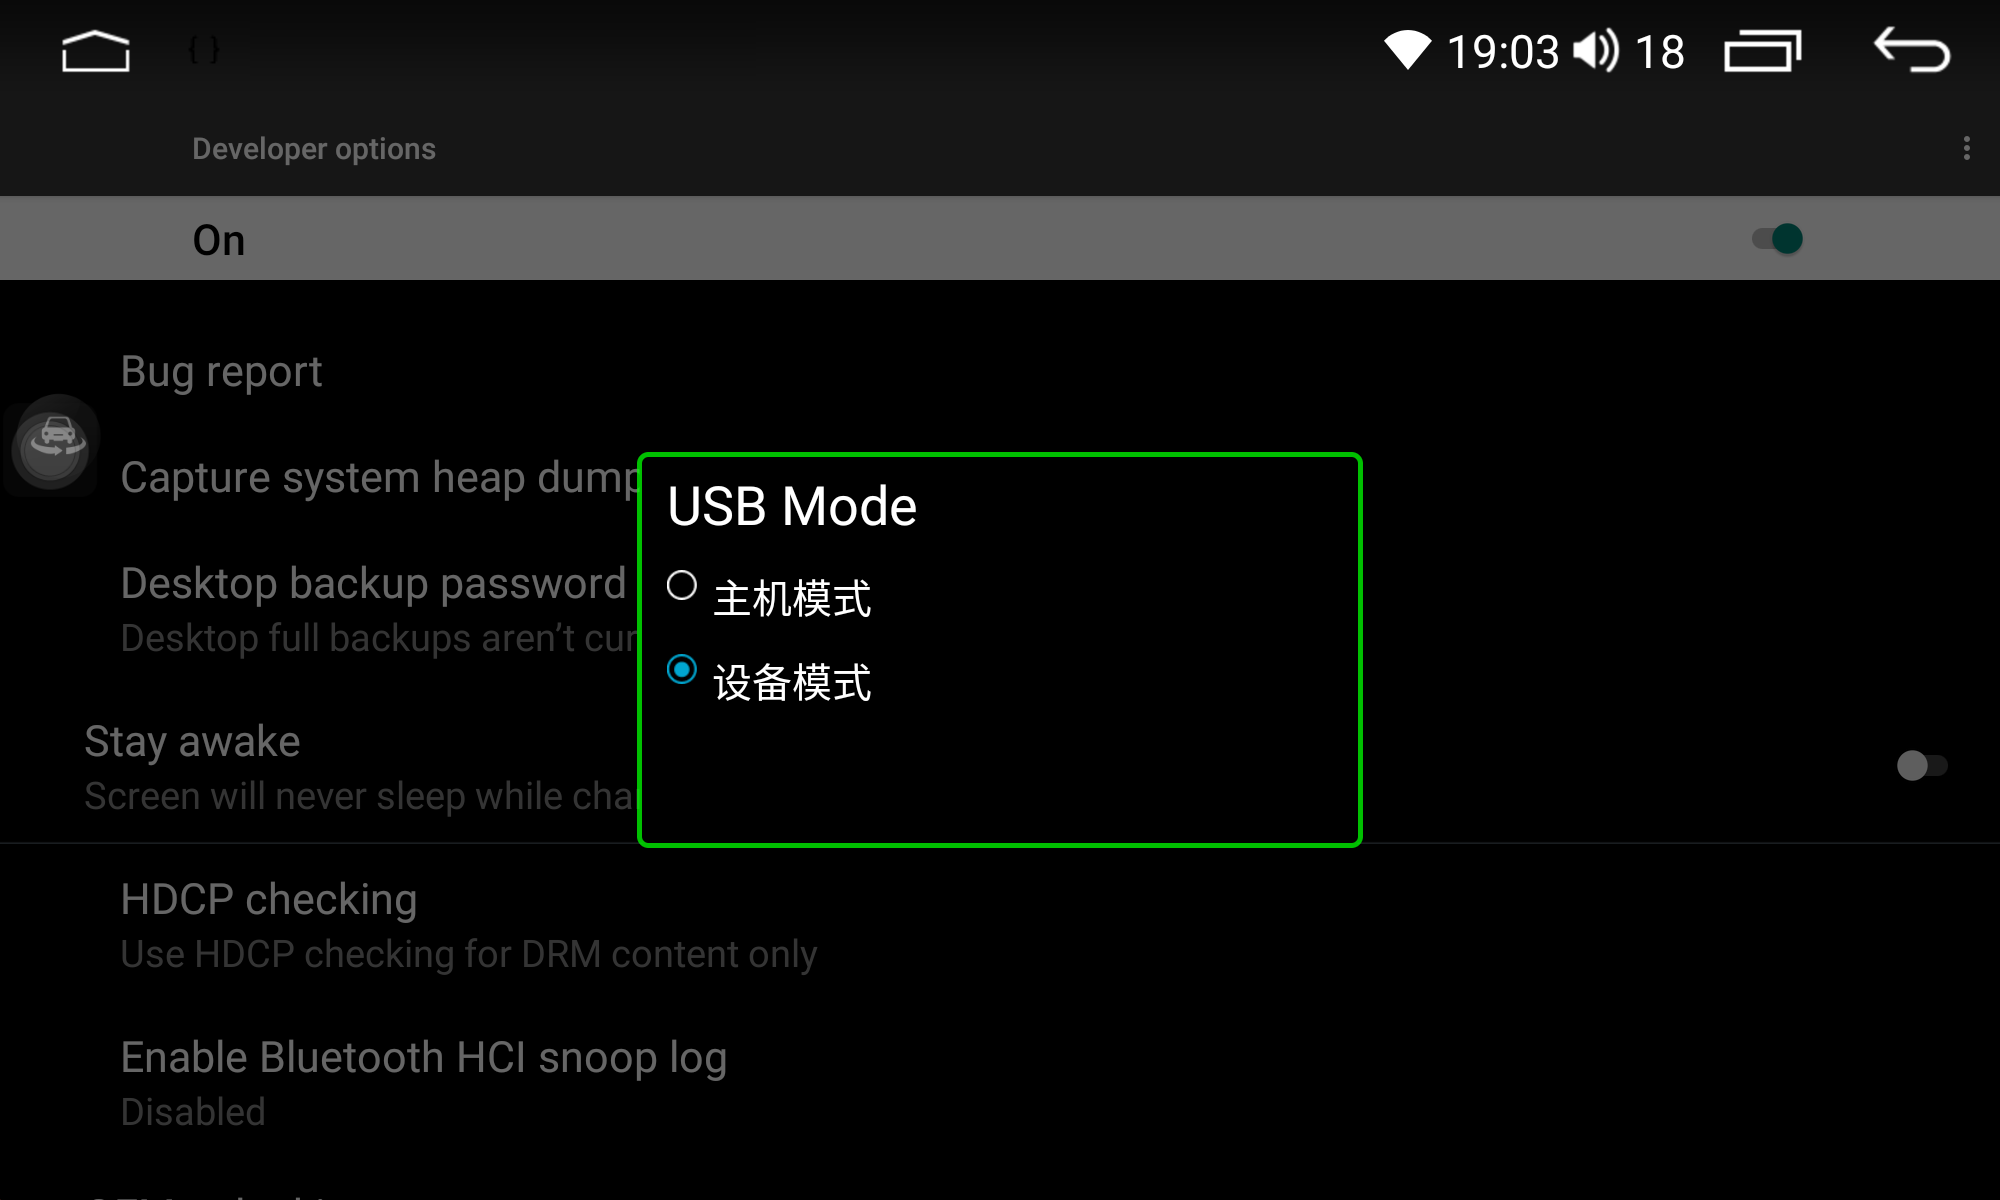 { }
19:03 18
Developer options
On
Bug report
Capture system heap dump
Desktop backup password
Desktop full backups aren’t cur
Stay awake
Screen will never sleep while cha
USB Mode
主机模式
设备模式
HDCP checking
Use HDCP checking for DRM content only
Enable Bluetooth HCI snoop log
Disabled